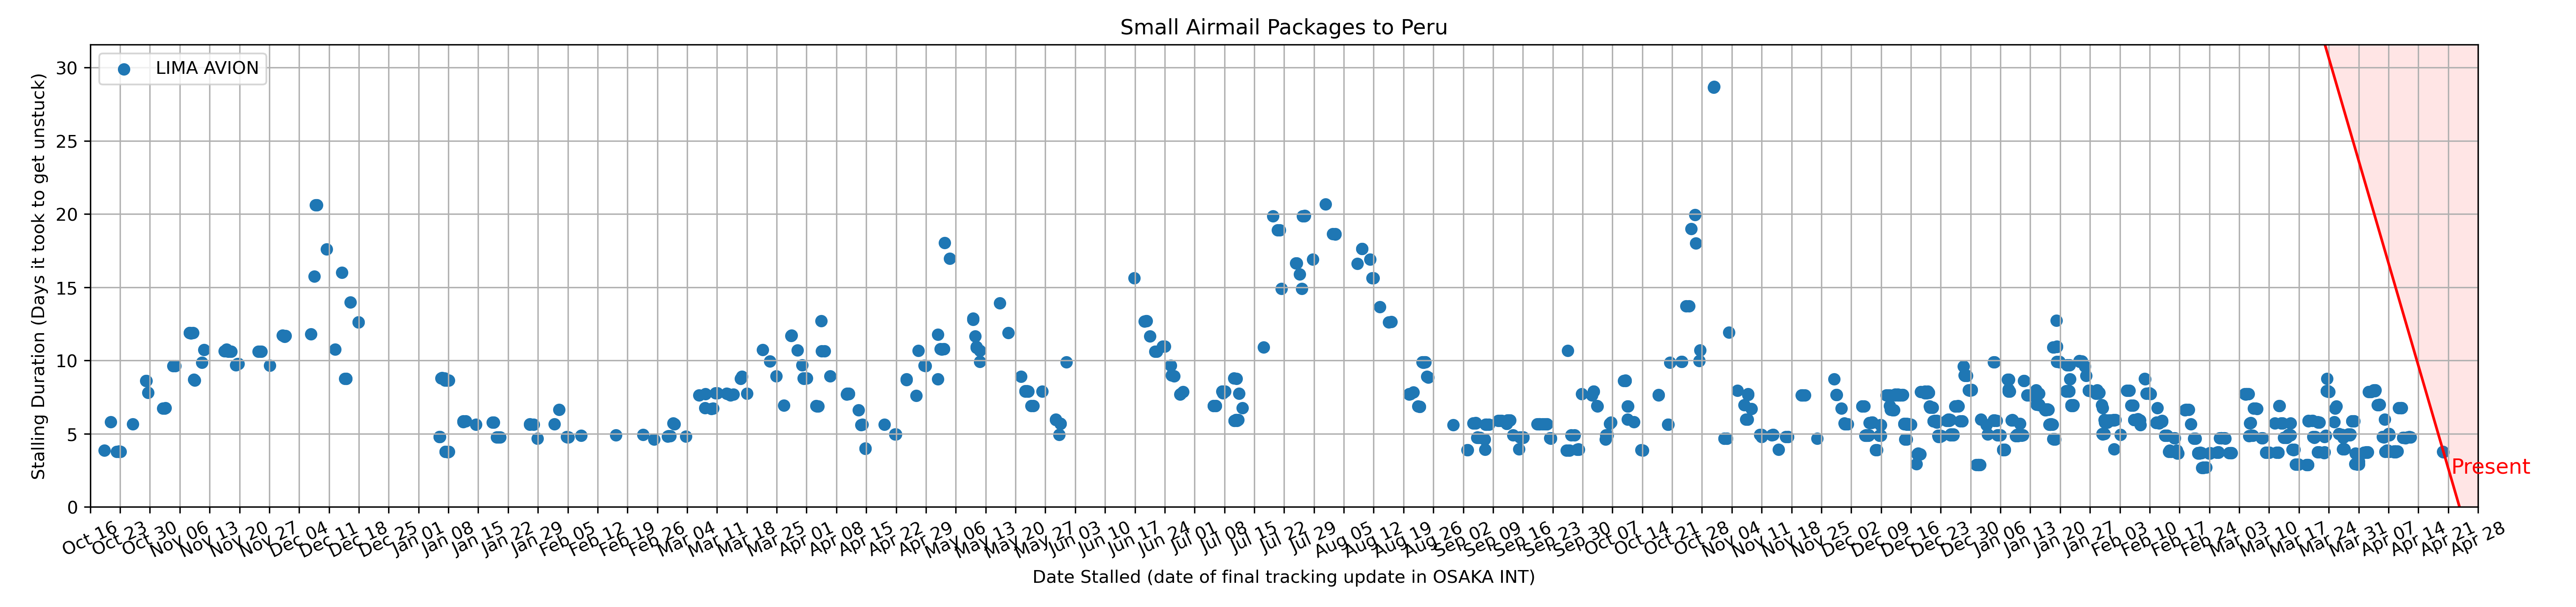 Small Airmail Packages to Peru
LIMA AVION
Stalling Duration (Days it took to get unstuck)
30
25
20
15
10
5
0
Present
Oct 16 Oct 23 Oct 30 Nov 06 Nov 13 Nov 20 Nov 27 Dec 04 Dec 11 Dec 18 Dec 25 Jan 01 Jan 08 Jan 15 Jan 22 Jan 29 Feb 05 Feb 12 Feb 19 Feb 26 Mar 04 Mar 11 Mar 18 Mar 25 Apr 01 Apr 08 Apr 15 Apr 22 Apr 29 May 06 May 13 May 20 May 27 Jun 03 Jun 10 Jun 17 Jun 24 Jul 01 Jul 08 Jul 15 Jul 22 Jul 29 Aug 05 Aug 12 Aug 19 Aug 26 Sep 02 Sep 09 Sep 16 Sep 23 Sep 30 Oct 07 Oct 14 Oct 21 Oct 28 Nov 04 Nov 11 Nov 18 Nov 25 Dec 02 Dec 09 Dec 16 Dec 23 Dec 30 Jan 06 Jan 13 Jan 20 Jan 27 Feb 03 Feb 10 Feb 17 Feb 24 Mar 03 Mar 10 Mar 17 Mar 24 Mar 31 Apr 07 Apr 14 Apr 21 Apr 28
Date Stalled (date of final tracking update in OSAKA INT)